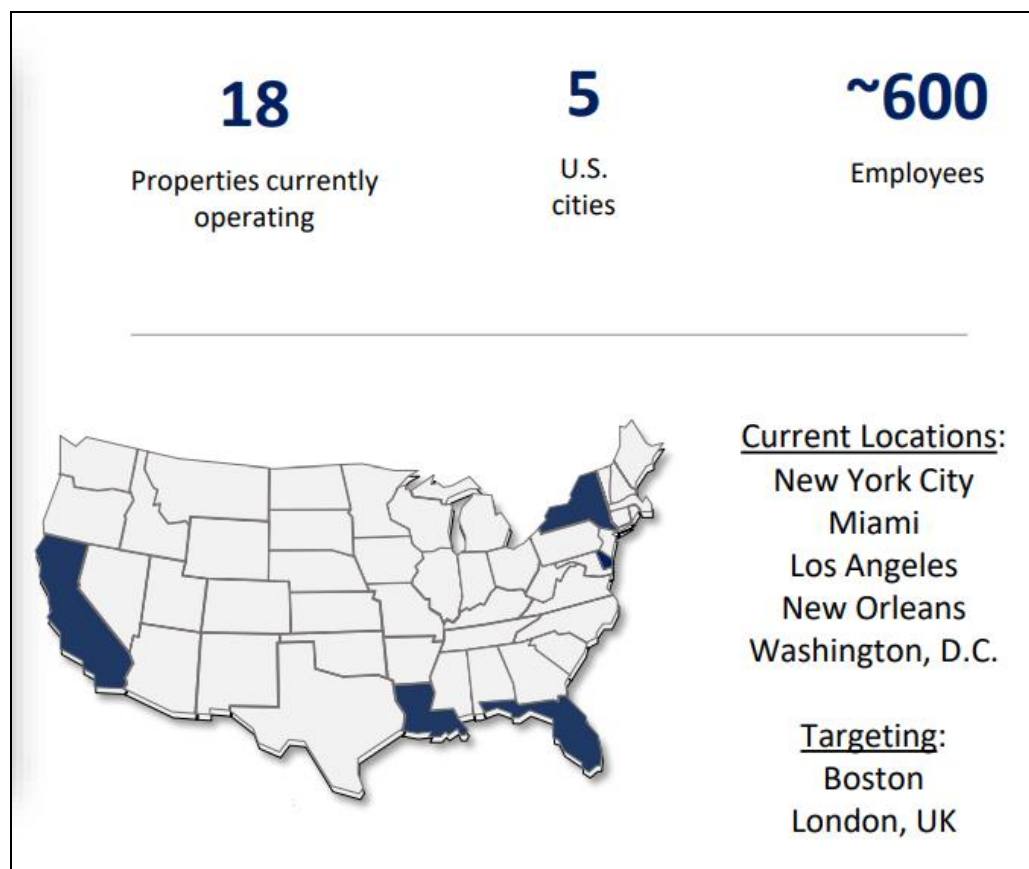 18
Properties currently
operating
5
U.S.
cities
~600
Employees
Current Locations:
New York City
Miami
Los Angeles
New Orleans
Washington, D.C.
Targeting:
Boston
London, UK